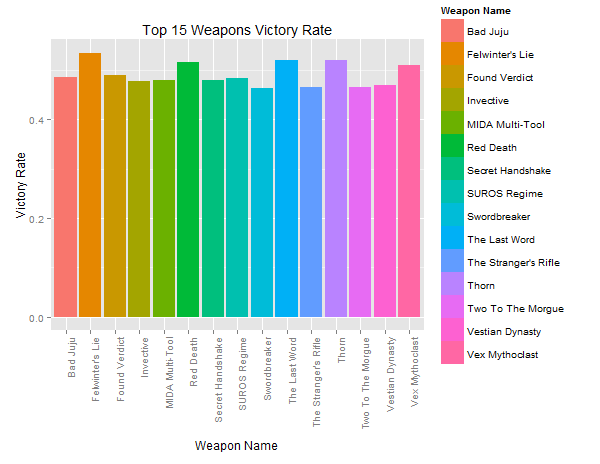 Top 15 Weapons Victory Rate
Victory Rate
0.4
0.2
0.0
Bad Juju
Felwinter's Lie
Found Verdict
Invective
MIDA Multi-Tool
Red Death
Secret Handshake
SUROS Regime
Swordbreaker
The Last Word
The Stranger's Rifle
Thorn
Two To The Morgue
Vestian Dynasty
Vex Mythoclast
Weapon Name
Weapon Name
Bad Juju
Felwinter's Lie
Found Verdict
Invective
MIDA Multi-Tool
Red Death
Secret Handshake
SUROS Regime
Swordbreaker
The Last Word
The Stranger's Rifle
Thorn
Two To The Morgue
Vestian Dynasty
Vex Mythoclast